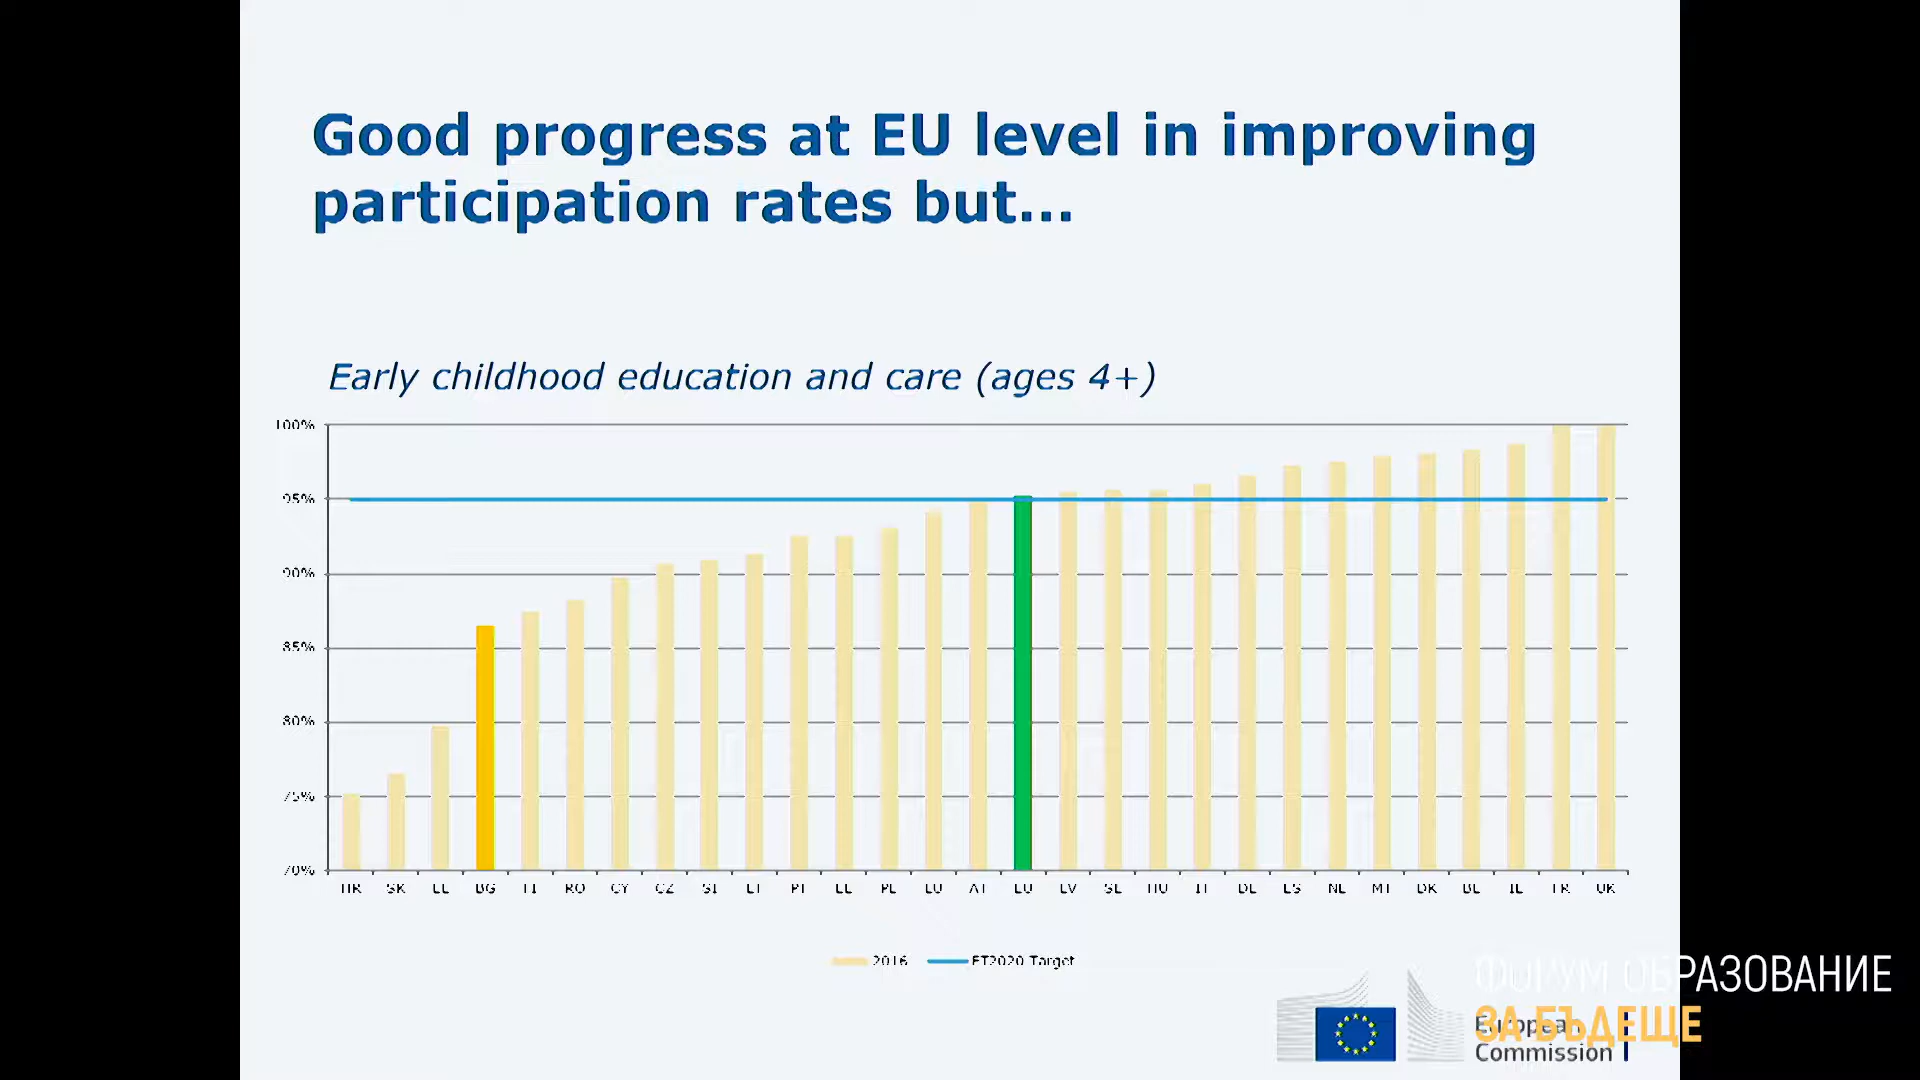 Good progress at EU level in improving
participation rates but...
Early childhood education and care (ages 4+)
100%
95%
90%
85%
80%
75%
70%
HR SK EL BG FI RO CY CZ SI LT PT EE PL LU AT EU LV SE HU IT DE ES NL MT DK BE IE FR UK
2016 ET2020 Target
ФОРУМ ОБРАЗОВАНИЕ
ЗА БЪДЕЩЕ
European
Commission